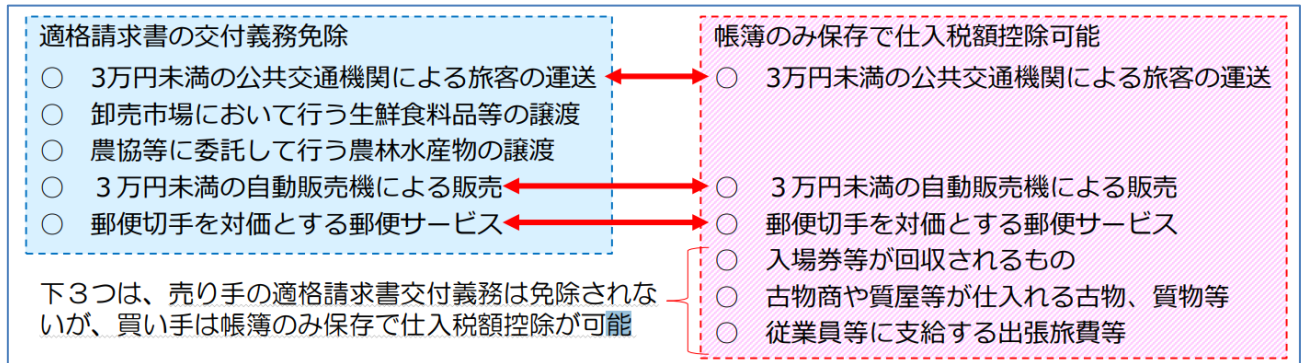 適格請求書の交付義務免除
○ 3万円未満の公共交通機関による旅客の運送
○ 卸売市場において行う生鮮食料品等の譲渡
○ 農協等に委託して行う農林水産物の譲渡
○ 3万円未満の自動販売機による販売
○ 郵便切手を対価とする郵便サービス
下3つは、売り手の適格請求書交付義務は免除されな
いが、買い手は帳簿のみ保存で仕入税額控除が可能
帳簿のみ保存で仕入税額控除可能
○ 3万円未満の公共交通機関による旅客の運送
○ 3万円未満の自動販売機による販売
○ 郵便切手を対価とする郵便サービス
○ 入場券等が回収されるもの
○ 古物商や質屋等が仕入れる古物、質物等
○ 従業員等に支給する出張旅費等